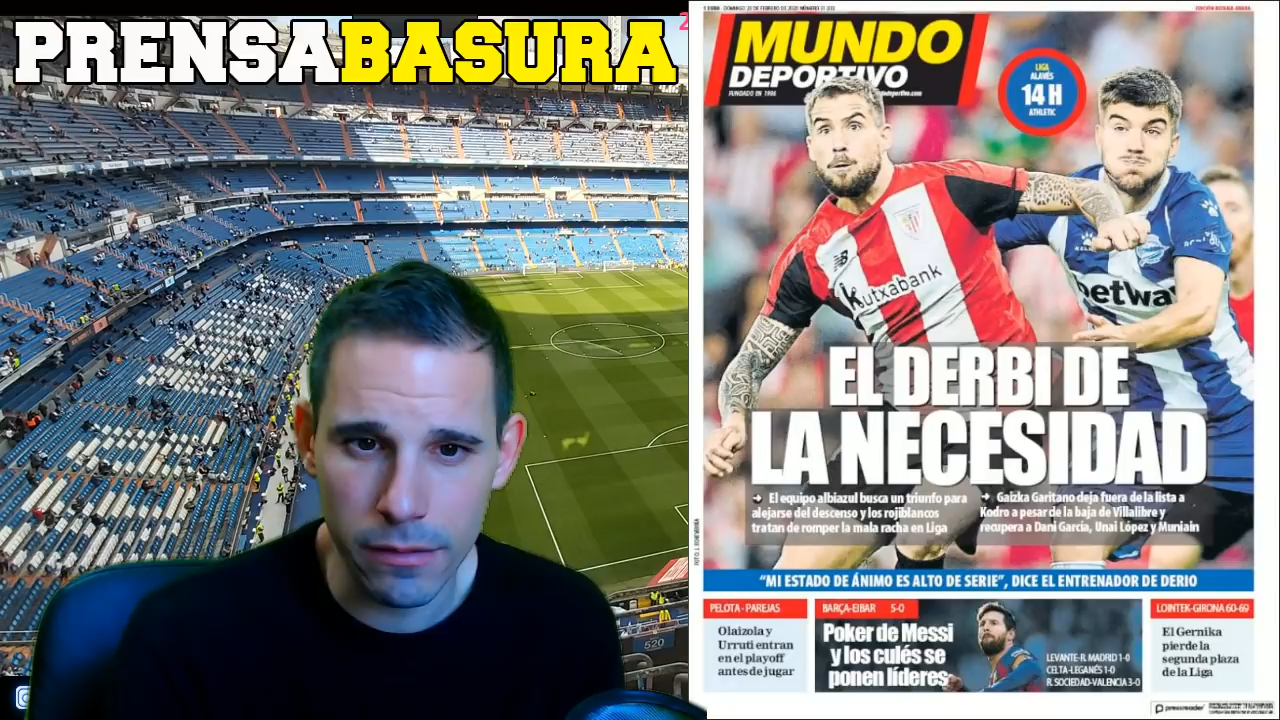 PRENSABASURA
520
MUNDO
DEPORTIVO
FUNDADO EN 1906
LIGA
ALAVÉS
14 H
ATHLETIC
kutxabank
betway
EL DERBI DE
LA NECESIDAD
➔ El equipo albiazul busca un triunfo para
alejarse del descenso y los rojiblancos
tratan de romper la mala racha en Liga
➔ Gaizka Garitano deja fuera de la lista a
Kodro a pesar de la baja de Villalibre y
recupera a Dani García, Unai López y Muniain
“MI ESTADO DE ÁNIMO ES ALTO DE SERIE”, DICE EL ENTRENADOR DE DERIO
PELOTA - PAREJAS
Olaizola y
Urruti entran
en el playoff
antes de jugar
BARÇA-EIBAR 5-0
Poker de Messi
y los culés se
ponen líderes
LEVANTE-R. MADRID 1-0
CELTA-LEGANÉS 1-0
R. SOCIEDAD-VALENCIA 3-0
LOINTEK-GIRONA 60-69
El Gernika
pierde la
segunda plaza
de la Liga
pressreader